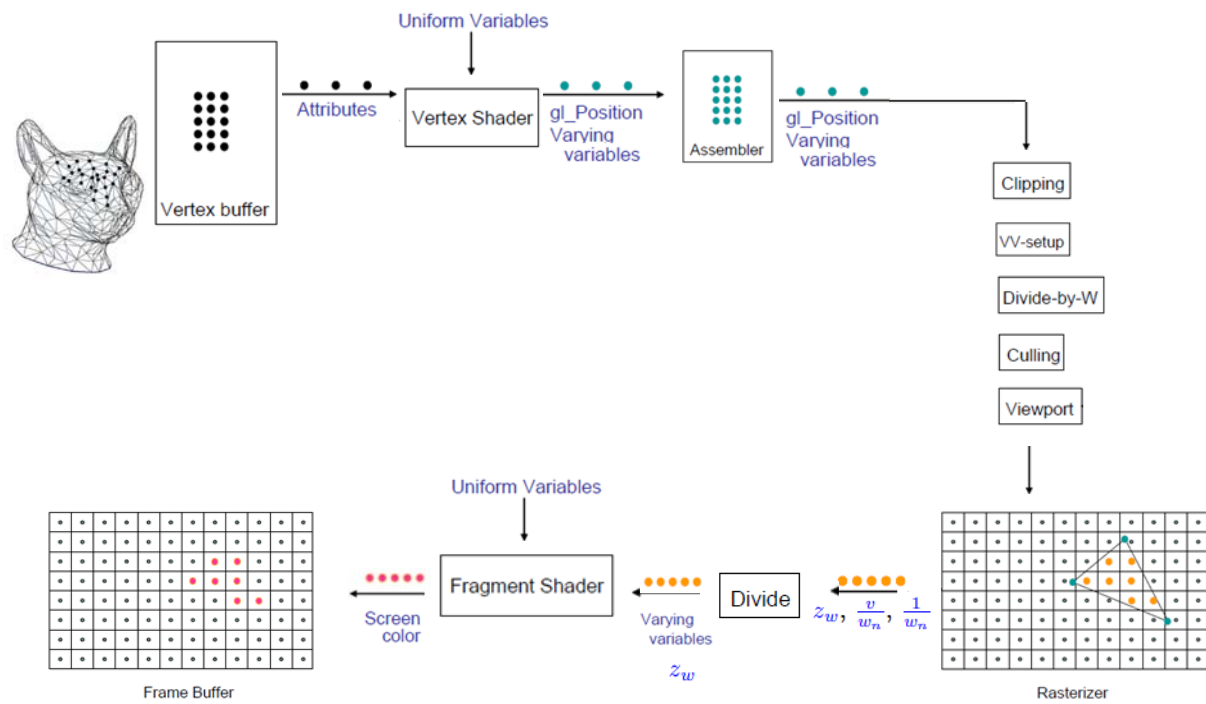 Uniform Variables
Attributes
Vertex buffer
Vertex Shader
gl_Position
Varying
variables
Assembler
gl_Position
Varying
variables
Clipping
VV-setup
Divide-by-W
Culling
Viewport
Uniform Variables
Frame Buffer
Screen
color
Fragment Shader
Varying
variables
z_w
Divide
z_w, v/w_n, 1/w_n
Rasterizer